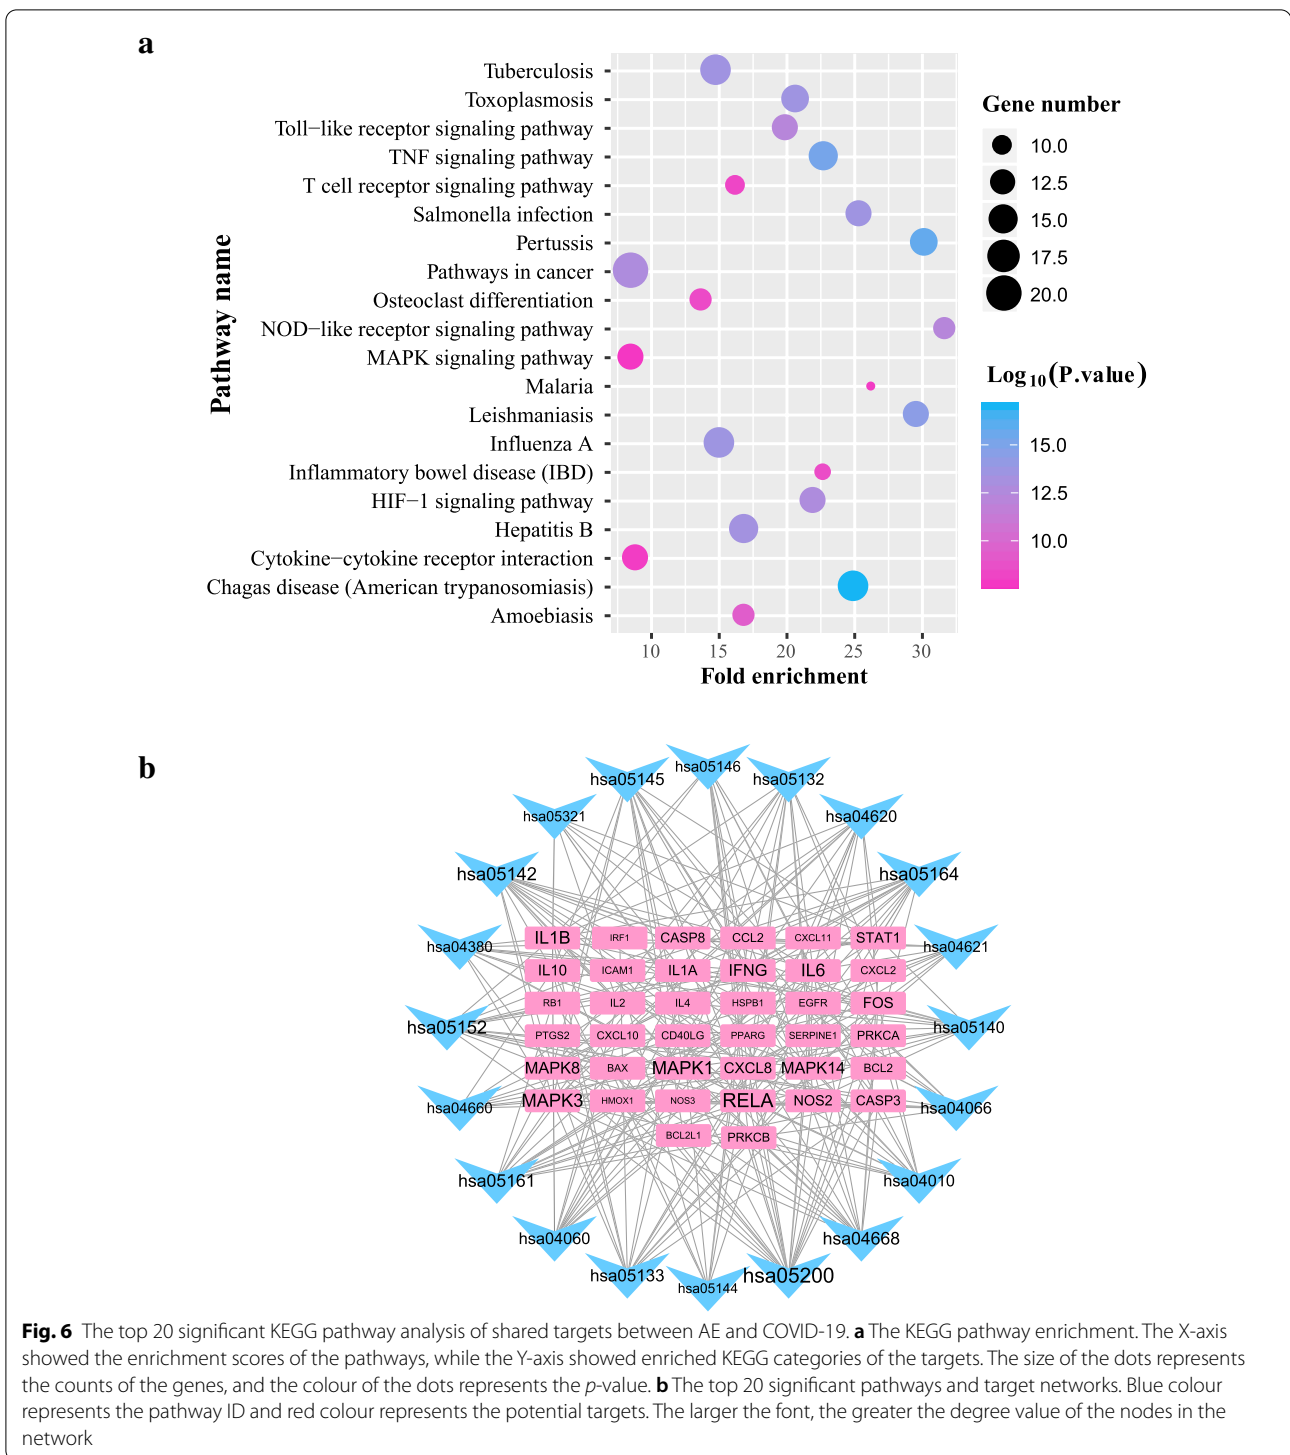 a
Tuberculosis
Toxoplasmosis
Toll−like receptor signaling pathway
TNF signaling pathway
T cell receptor signaling pathway
Salmonella infection
Pertussis
Pathways in cancer
Osteoclast differentiation
NOD−like receptor signaling pathway
MAPK signaling pathway
Malaria
Leishmaniasis
Influenza A
Inflammatory bowel disease (IBD)
HIF−1 signaling pathway
Hepatitis B
Cytokine−cytokine receptor interaction
Chagas disease (American trypanosomiasis)
Amoebiasis
Pathway name
10 15 20 25 30
Fold enrichment
Gene number
10.0
12.5
15.0
17.5
20.0
Log10(P.value)
15.0
12.5
10.0
b
hsa05146
hsa05145 hsa05132
hsa05321 hsa04620
hsa05142 hsa05164
IL1B IRF1 CASP8 CCL2 CXCL11 STAT1
hsa04380 hsa04621
IL10 ICAM1 IL1A IFNG IL6 CXCL2
RB1 IL2 IL4 HSPB1 EGFR FOS
hsa05152 hsa05140
PTGS2 CXCL10 CD40LG PPARG SERPINE1 PRKCA
MAPK8 BAX MAPK1 CXCL8 MAPK14 BCL2
MAPK3 HMOX1 NOS3 RELA NOS2 CASP3
hsa04660 hsa04066
BCL2L1 PRKCB
hsa05161 hsa04010
hsa04060 hsa04668
hsa05133 hsa05200
hsa05144
Fig. 6 The top 20 significant KEGG pathway analysis of shared targets between AE and COVID-19. a The KEGG pathway enrichment. The X-axis
showed the enrichment scores of the pathways, while the Y-axis showed enriched KEGG categories of the targets. The size of the dots represents
the counts of the genes, and the colour of the dots represents the p-value. b The top 20 significant pathways and target networks. Blue colour
represents the pathway ID and red colour represents the potential targets. The larger the font, the greater the degree value of the nodes in the
network